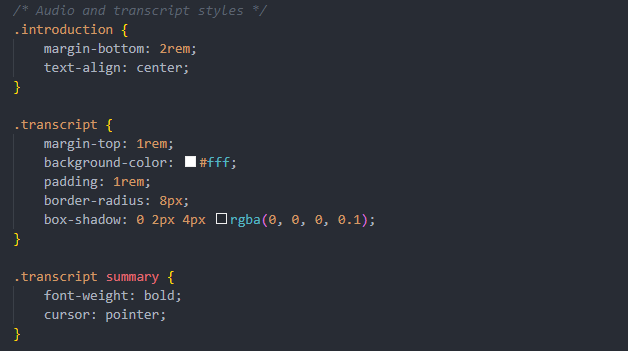 /* Audio and transcript styles */
.introduction {
    margin-bottom: 2rem;
    text-align: center;
}

.transcript {
    margin-top: 1rem;
    background-color: #fff;
    padding: 1rem;
    border-radius: 8px;
    box-shadow: 0 2px 4px rgba(0, 0, 0, 0.1);
}

.transcript summary {
    font-weight: bold;
    cursor: pointer;
}